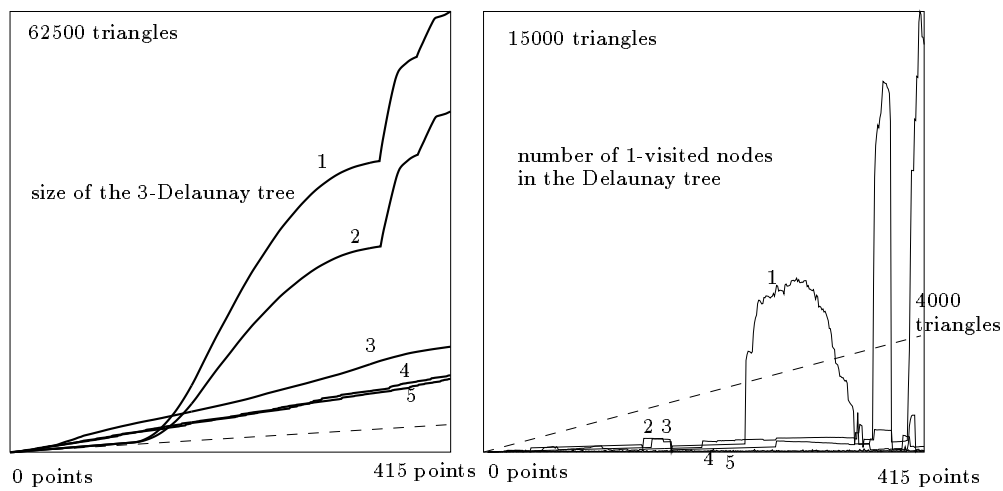 62500 triangles
1
size of the 3-Delaunay tree
2
3
4
5
0 points
415 points
15000 triangles
number of 1-visited nodes
in the Delaunay tree
1
4000
triangles
2 3
4 5
0 points
415 points